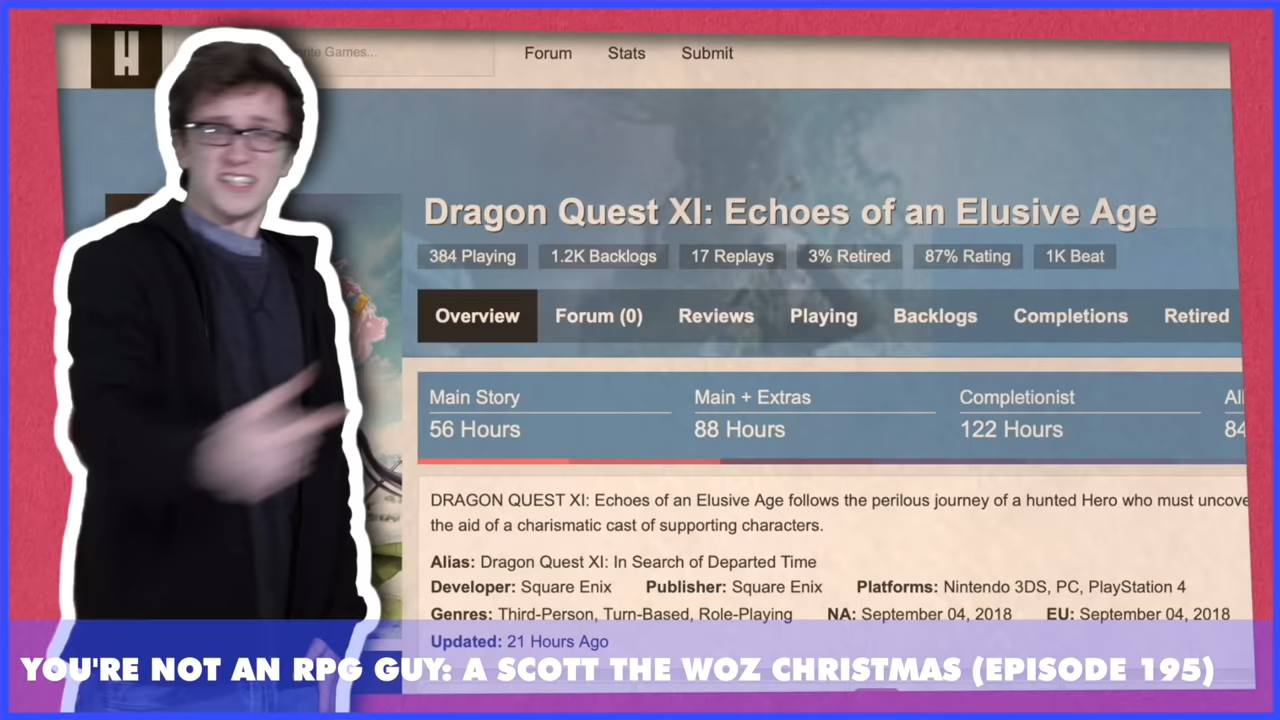 H
Games...
Forum Stats Submit
Dragon Quest XI: Echoes of an Elusive Age
384 Playing 1.2K Backlogs 17 Replays 3% Retired 87% Rating 1K Beat
Overview Forum (0) Reviews Playing Backlogs Completions Retired
Main Story Main + Extras Completionist
56 Hours 88 Hours 122 Hours 84
DRAGON QUEST XI: Echoes of an Elusive Age follows the perilous journey of a hunted Hero who must
the aid of a charismatic cast of supporting characters.
Alias: Dragon Quest XI: In Search of Departed Time
Developer: Square Enix Publisher: Square Enix Platforms: Nintendo 3DS, PC, PlayStation 4
Genres: Third-Person, Turn-Based, Role-Playing NA: September 04, 2018 EU: September 04, 2018
Updated: 21 Hours Ago
YOU'RE NOT AN RPG GUY: A SCOTT THE WOZ CHRISTMAS (EPISODE 195)